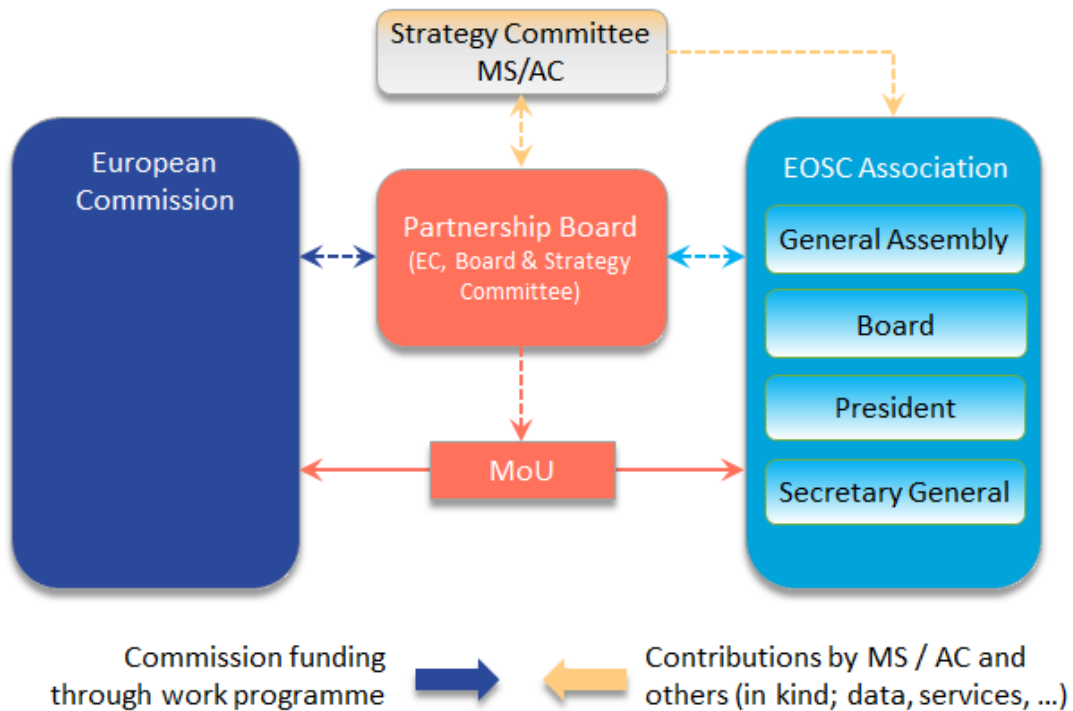 Strategy Committee
MS/AC
European
Commission
Partnership Board
(EC, Board & Strategy
Committee)
MoU
EOSC Association
General Assembly
Board
President
Secretary General
Commission funding
through work programme
Contributions by MS / AC and
others (in kind; data, services, ...)